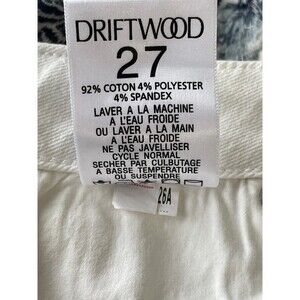 DRIFTWOOD
27
92% COTON 4% POLYESTER
4% SPANDEX
LAVER A LA MACHINE
A L'EAU FROIDE
OU LAVER A LA MAIN
A L'EAU FROIDE
NE PAS JAVELLISER
CYCLE NORMAL
SECHER PAR CULBUTAGE
A BASSE TEMPERATURE
OU SUSPENDRE
26A